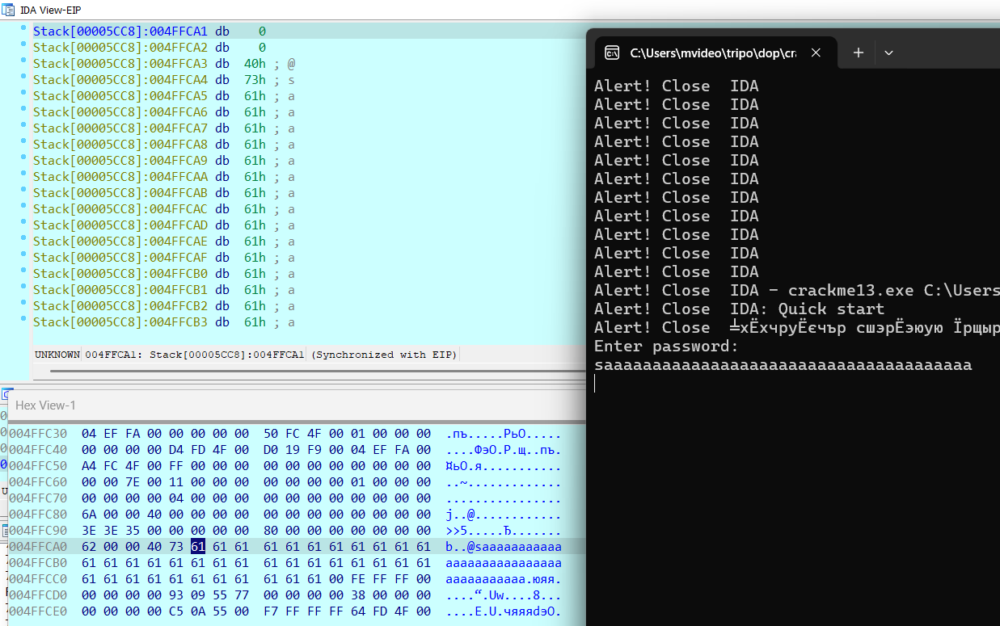 IDA View-EIP
Stack[00005CC8]:004FFCA1 db 0
Stack[00005CC8]:004FFCA2 db 0
Stack[00005CC8]:004FFCA3 db 40h ; @
Stack[00005CC8]:004FFCA4 db 73h ; s
Stack[00005CC8]:004FFCA5 db 61h ; a
Stack[00005CC8]:004FFCA6 db 61h ; a
Stack[00005CC8]:004FFCA7 db 61h ; a
Stack[00005CC8]:004FFCA8 db 61h ; a
Stack[00005CC8]:004FFCA9 db 61h ; a
Stack[00005CC8]:004FFCAA db 61h ; a
Stack[00005CC8]:004FFCAB db 61h ; a
Stack[00005CC8]:004FFCAC db 61h ; a
Stack[00005CC8]:004FFCAD db 61h ; a
Stack[00005CC8]:004FFCAE db 61h ; a
Stack[00005CC8]:004FFCAF db 61h ; a
Stack[00005CC8]:004FFCB0 db 61h ; a
Stack[00005CC8]:004FFCB1 db 61h ; a
Stack[00005CC8]:004FFCB2 db 61h ; a
Stack[00005CC8]:004FFCB3 db 61h ; a
UNKNOWN 004FFCA1: Stack[00005CC8]:004FFCA1 (Synchronized with EIP)
Hex View-1
004FFC30 04 EF FA 00 00 00 00 00 50 FC 4F 00 01 00 00 00 .пъ.....PьO.....
004FFC40 00 00 00 00 D4 FD 4F 00 D0 19 F9 00 04 EF FA 00 ....ФэO.Р.щ..пъ.
004FFC50 A4 FC 4F 00 FF 00 00 00 00 00 00 00 00 00 00 00 ¤ьO.я...........
004FFC60 00 00 7E 00 11 00 00 00 00 00 00 00 01 00 00 00 ..~.............
004FFC70 00 00 00 00 04 00 00 00 00 00 00 00 00 00 00 00 ................
004FFC80 6A 00 00 40 00 00 00 00 00 00 00 00 00 00 00 00 j..@............
004FFC90 3E 3E 35 00 00 00 00 00 80 00 00 00 00 00 00 00 >>5.....Ђ.......
004FFCA0 62 00 00 40 73 61 61 61 61 61 61 61 61 61 61 61 b..@saaaaaaaaaaa
004FFCB0 61 61 61 61 61 61 61 61 61 61 61 61 61 61 61 61 aaaaaaaaaaaaaaaa
004FFCC0 61 61 61 61 61 61 61 61 61 61 61 00 FE FF FF 00 aaaaaaaaaaa.юяя.
004FFCD0 00 00 00 00 93 09 55 77 00 00 00 00 38 00 00 00 ....“.Uw....8...
004FFCE0 00 00 00 00 C5 0A 55 00 F7 FF FF FF 64 FD 4F 00 ....Е.U.чяяяdэO.
C:\Users\mvideo\tripo\dop\cr
Alert! Close IDA
Alert! Close IDA
Alert! Close IDA
Alert! Close IDA
Alert! Close IDA
Alert! Close IDA
Alert! Close IDA
Alert! Close IDA
Alert! Close IDA
Alert! Close IDA
Alert! Close IDA
Alert! Close IDA - crackme13.exe C:\Users
Alert! Close IDA: Quick start
Alert! Close ╧хЁхчруЁєчър сшэрЁэюую Їрщыр
Enter password:
saaaaaaaaaaaaaaaaaaaaaaaaaaaaaaaaaaaaaa